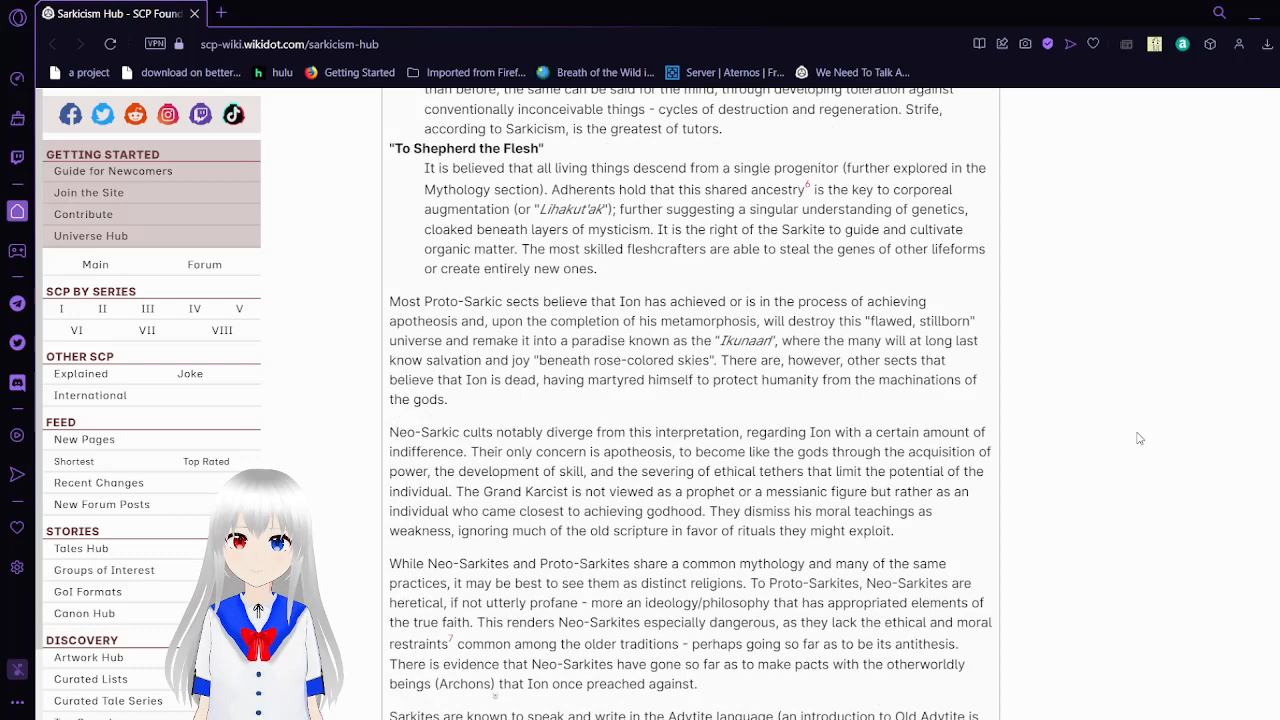 Sarkicism Hub - SCP Found
VPN
scp-wiki.wikidot.com/sarkicism-hub
a project
download on better...
hulu
Getting Started
Imported from Firef...
Breath of the Wild i...
Server | Aternos | Fr...
We Need To Talk A...
GETTING STARTED
Guide for Newcomers
Join the Site
Contribute
Universe Hub
Main Forum
SCP BY SERIES
I II III IV V
VI VII VIII
OTHER SCP
Explained Joke
International
FEED
New Pages
Shortest Top Rated
Recent Changes
New Forum Posts
STORIES
Tales Hub
Groups of Interest
GoI Formats
Canon Hub
DISCOVERY
Artwork Hub
Curated Lists
Curated Tale Series
than before; the same can be said for the mind, through developing toleration against
conventionally inconceivable things - cycles of destruction and regeneration. Strife,
according to Sarkicism, is the greatest of tutors.
"To Shepherd the Flesh"
It is believed that all living things descend from a single progenitor (further explored in the
Mythology section). Adherents hold that this shared ancestry6 is the key to corporeal
augmentation (or "Lihakut'ak"); further suggesting a singular understanding of genetics,
cloaked beneath layers of mysticism. It is the right of the Sarkite to guide and cultivate
organic matter. The most skilled fleshcrafters are able to steal the genes of other lifeforms
or create entirely new ones.
Most Proto-Sarkic sects believe that Ion has achieved or is in the process of achieving
apotheosis and, upon the completion of his metamorphosis, will destroy this "flawed, stillborn"
universe and remake it into a paradise known as the "Ikunaan", where the many will at long last
know salvation and joy "beneath rose-colored skies". There are, however, other sects that
believe that Ion is dead, having martyred himself to protect humanity from the machinations of
the gods.
Neo-Sarkic cults notably diverge from this interpretation, regarding Ion with a certain amount of
indifference. Their only concern is apotheosis, to become like the gods through the acquisition of
power, the development of skill, and the severing of ethical tethers that limit the potential of the
individual. The Grand Karcist is not viewed as a prophet or a messianic figure but rather as an
individual who came closest to achieving godhood. They dismiss his moral teachings as
weakness, ignoring much of the old scripture in favor of rituals they might exploit.
While Neo-Sarkites and Proto-Sarkites share a common mythology and many of the same
practices, it may be best to see them as distinct religions. To Proto-Sarkites, Neo-Sarkites are
heretical, if not utterly profane - more an ideology/philosophy that has appropriated elements of
the true faith. This renders Neo-Sarkites especially dangerous, as they lack the ethical and moral
restraints7 common among the older traditions - perhaps going so far as to be its antithesis.
There is evidence that Neo-Sarkites have gone so far as to make pacts with the otherworldly
beings (Archons) that Ion once preached against.
Sarkites are known to speak and write in the Adytite language (an introduction to Old Adytite is